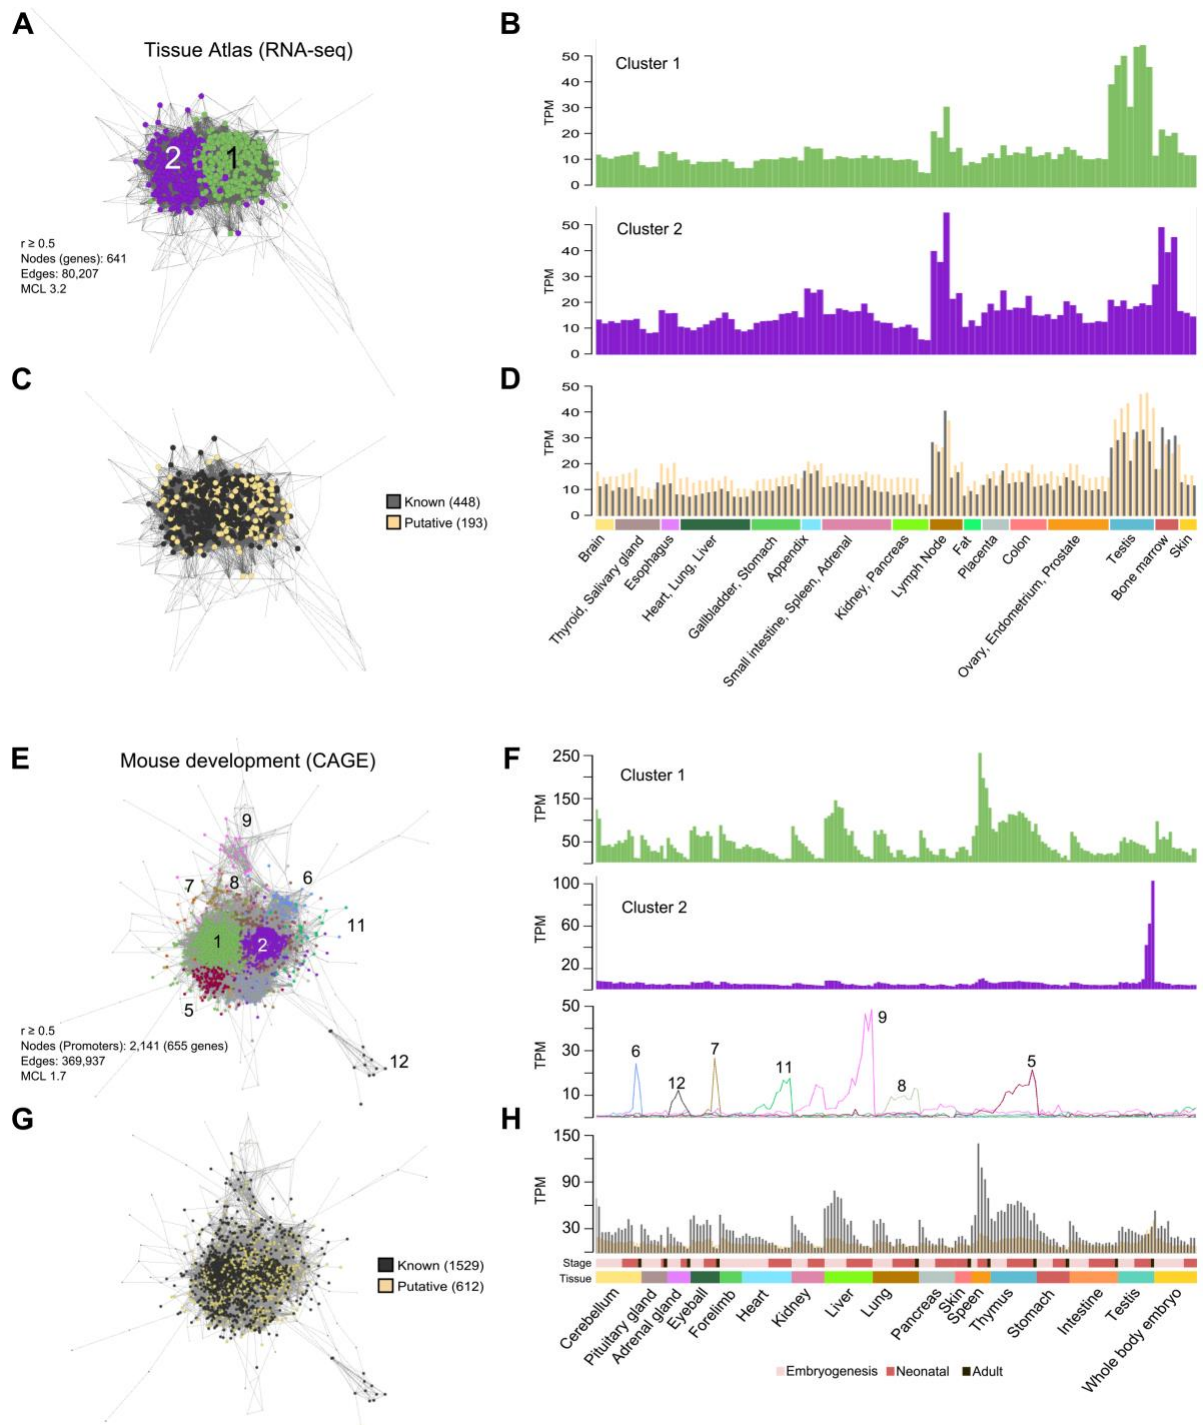 A
Tissue Atlas (RNA-seq)
2
1
r ≥ 0.5
Nodes (genes): 641
Edges: 80,207
MCL 3.2
B
Cluster 1
TPM
50
40
30
20
10
0
Cluster 2
TPM
50
40
30
20
10
0
C
Known (448)
Putative (193)
D
TPM
50
40
30
20
10
0
Brain
Thyroid, Salivary gland
Esophagus
Heart, Lung, Liver
Gallbladder, Stomach
Appendix
Small intestine, Spleen, Adrenal
Kidney, Pancreas
Lymph Node
Fat
Placenta
Colon
Ovary, Endometrium, Prostate
Testis
Bone marrow
Skin
E
Mouse development (CAGE)
9
7
8
6
11
1
2
5
12
r ≥ 0.5
Nodes (Promoters): 2,141 (655 genes)
Edges: 369,937
MCL 1.7
F
Cluster 1
TPM
250
150
50
Cluster 2
TPM
100
60
20
TPM
50
30
10
6
12
7
11
9
8
5
G
Known (1529)
Putative (612)
H
TPM
150
90
30
Stage
Tissue
Cerebellum
Pituitary gland
Adrenal gland
Eyeball
Forelimb
Heart
Kidney
Liver
Lung
Pancreas
Skin
Speen
Thymus
Stomach
Intestine
Testis
Whole body embryo
Embryogenesis
Neonatal
Adult